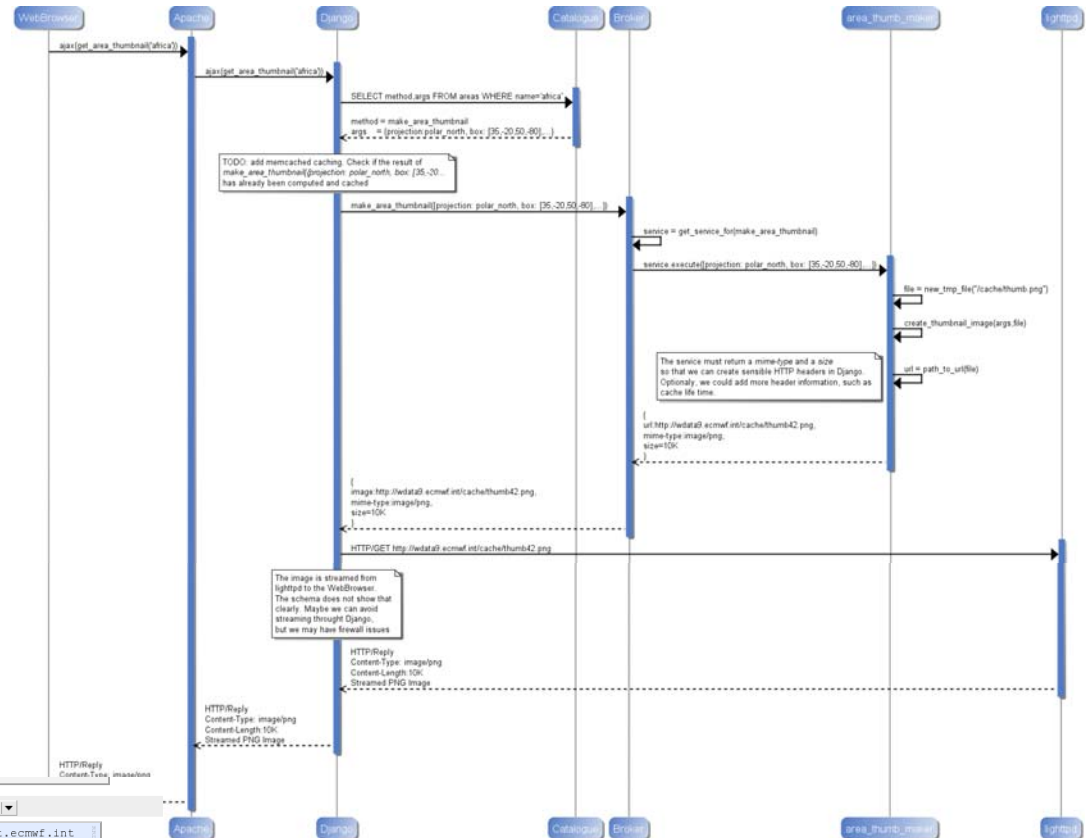 WebBrowser
Apache
Django
Catalogue
Broker
area_thumb_maker
lighttpd
ajax(get_area_thumbnail('africa'))
ajax(get_area_thumbnail('africa'))
SELECT method,args FROM areas WHERE name='africa'
method = make_area_thumbnail
args = {projection:polar_north, box: [35,-20,50,-80],...}
TODO: add memcached caching. Check if the result of
make_area_thumbnail([projection: polar_north, box: [35,-20...
has already been computed and cached
make_area_thumbnail([projection: polar_north, box: [35,-20,50,-80],...])
service = get_service_for(make_area_thumbnail)
service.execute([projection: polar_north, box: [35,-20,50,-80],...])
file = new_tmp_file("/cache/thumb.png")
create_thumbnail_image(args,file)
The service must return a mime-type and a size
so that we can create sensible HTTP headers in Django.
Optionaly, we could add more header information, such as
cache life time.
url = path_to_url(file)
{
url:http://wdata9.ecmwf.int/cache/thumb42.png,
mime-type:image/png,
size=10K
}
{
image:http://wdata9.ecmwf.int/cache/thumb42.png,
mime-type:image/png,
size=10K
}
HTTP/GET http://wdata9.ecmwf.int/cache/thumb42.png
The image is streamed from
lighttpd to the WebBrowser.
The schema does not show that
clearly. Maybe we can avoid
streaming throught Django,
but we may have firewall issues
HTTP/Reply
Content-Type: image/png
Content-Length:10K
Streamed PNG Image
HTTP/Reply
Content-Type: image/png
Content-Length:10K
Streamed PNG Image
HTTP/Reply
Content-Type: image/png
t.ecmwf.int
Apache
Django
Catalogue
Broker
area_thumb_maker
lighttpd